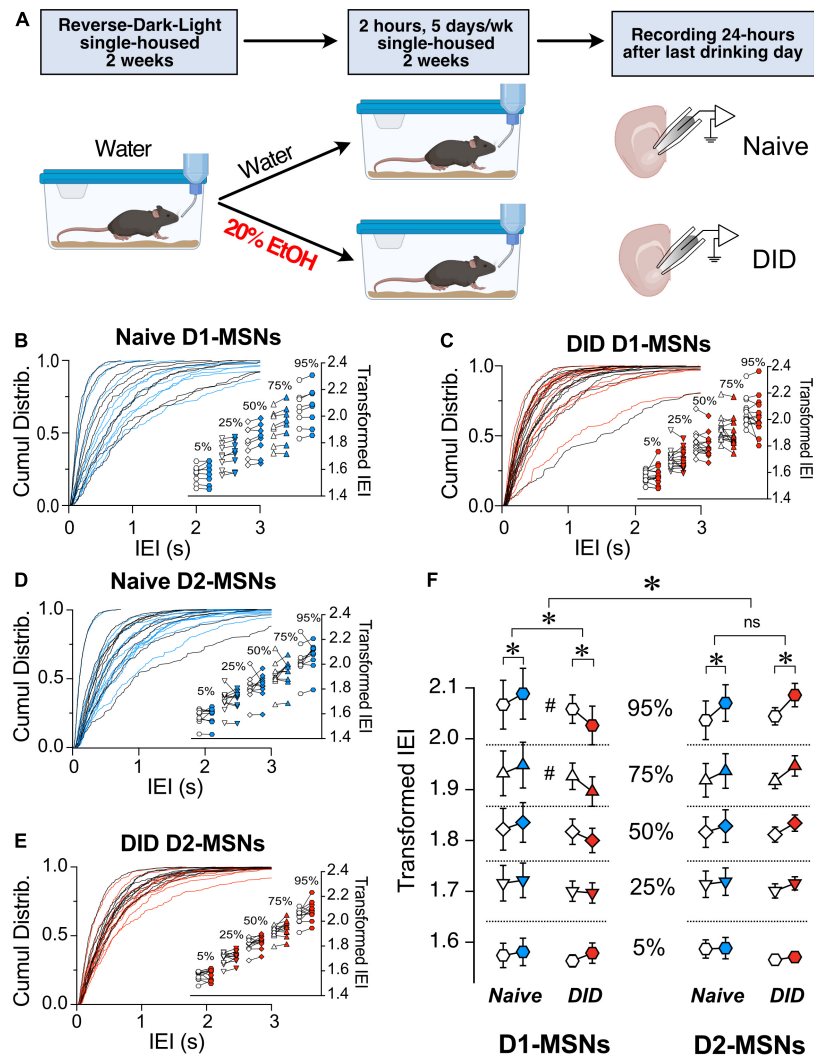 A
Reverse-Dark-Light
single-housed
2 weeks
2 hours, 5 days/wk
single-housed
2 weeks
Recording 24-hours
after last drinking day
Water
Water
20% EtOH
Naive
DID
B
Naive D1-MSNs
Cumul Distrib.
1.0
0.5
0.0
0
1
2
3
IEI (s)
5%
25%
50%
75%
95%
2.4
2.2
2.0
1.8
1.6
1.4
Transformed IEI
C
DID D1-MSNs
Cumul Distrib.
1.0
0.5
0.0
0
1
2
3
IEI (s)
5%
25%
50%
75%
95%
2.4
2.2
2.0
1.8
1.6
1.4
Transformed IEI
D
Naive D2-MSNs
Cumul Distrib.
1.0
0.5
0.0
0
1
2
3
IEI (s)
5%
25%
50%
75%
95%
2.4
2.2
2.0
1.8
1.6
1.4
Transformed IEI
E
DID D2-MSNs
Cumul Distrib.
1.0
0.5
0.0
0
1
2
3
IEI (s)
5%
25%
50%
75%
95%
2.4
2.2
2.0
1.8
1.6
1.4
Transformed IEI
F
*
* ns
* * * *
Transformed IEI
2.1
2.0
1.9
1.8
1.7
1.6
#
#
95%
75%
50%
25%
5%
Naive DID Naive DID
D1-MSNs D2-MSNs